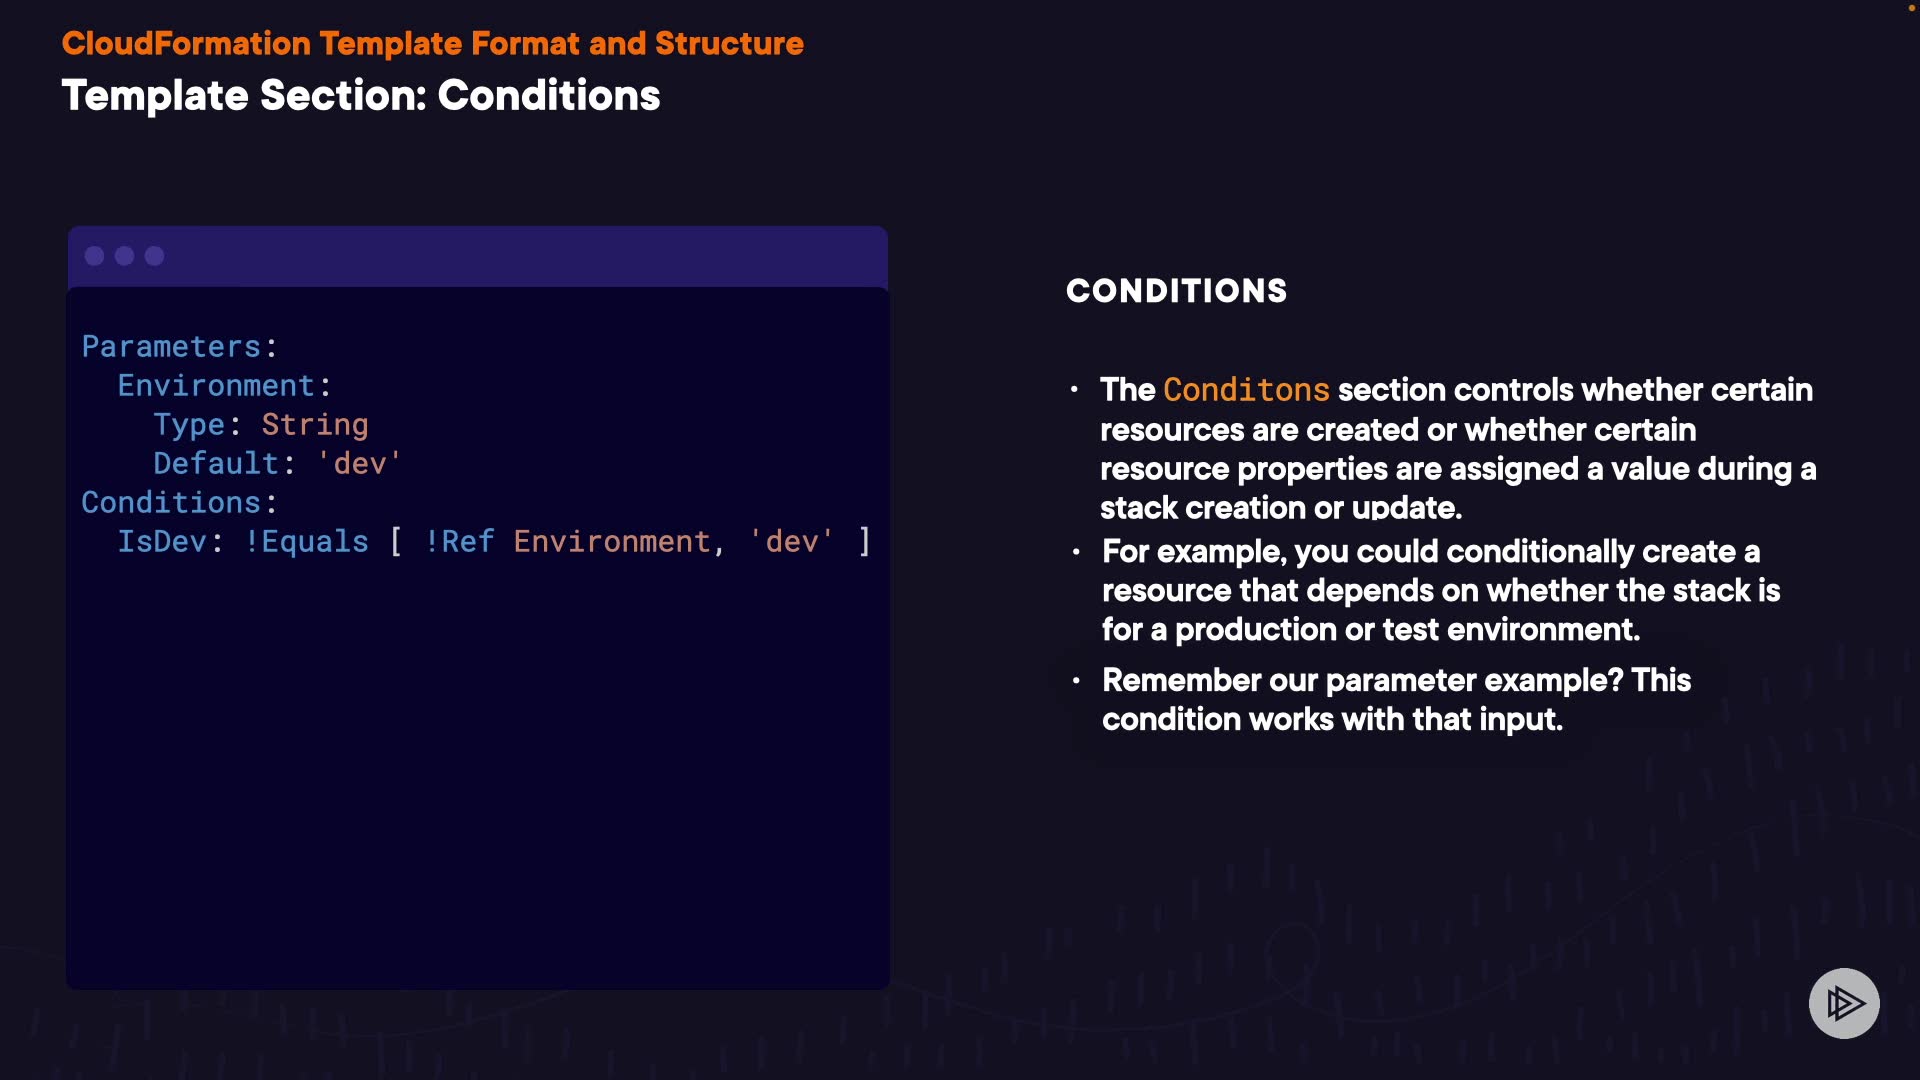 CloudFormation Template Format and Structure
Template Section: Conditions
Parameters:
  Environment:
    Type: String
    Default: 'dev'
Conditions:
  IsDev: !Equals [ !Ref Environment, 'dev' ]
CONDITIONS
• The Conditons section controls whether certain
resources are created or whether certain
resource properties are assigned a value during a
stack creation or update.
• For example, you could conditionally create a
resource that depends on whether the stack is
for a production or test environment.
• Remember our parameter example? This
condition works with that input.